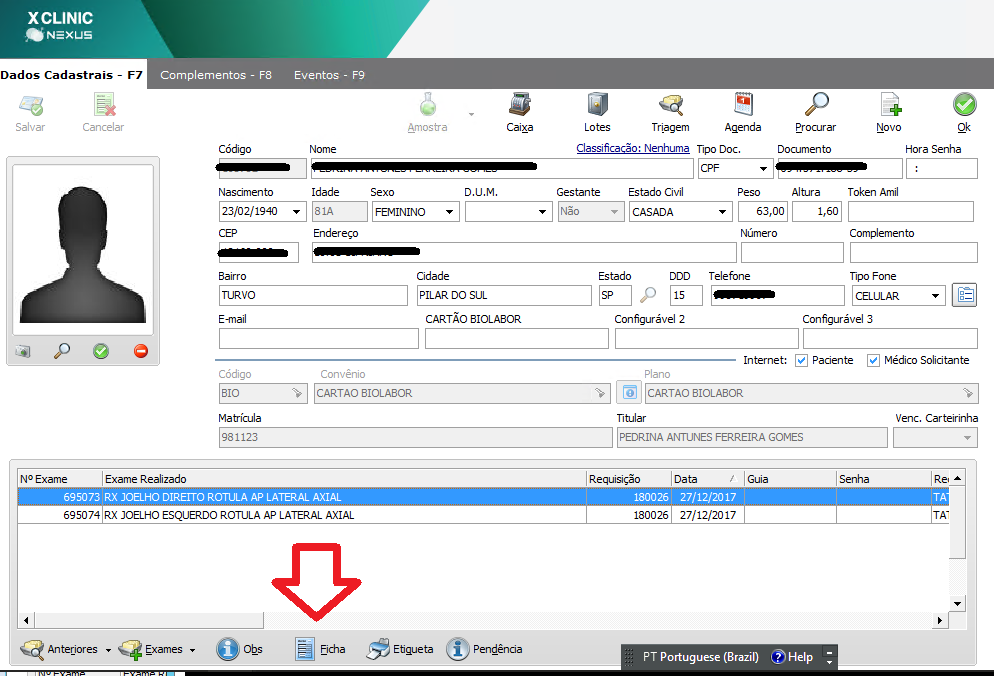 X CLINIC
NEXUS
Dados Cadastrais - F7 Complementos - F8 Eventos - F9
Salvar Cancelar Amostra Caixa Lotes Triagem Agenda Procurar Novo Ok
Código Nome Classificação: Nenhuma Tipo Doc. Documento Hora Senha
CPF :
Nascimento Idade Sexo D.U.M. Gestante Estado Civil Peso Altura Token Amil
23/02/1940 81A FEMININO Não CASADA 63,00 1,60
CEP Endereço Número Complemento
Bairro Cidade Estado DDD Telefone Tipo Fone
TURVO PILAR DO SUL SP 15 CELULAR
E-mail CARTÃO BIOLABOR Configurável 2 Configurável 3
Internet: Paciente Médico Solicitante
Código Convênio Plano
BIO CARTAO BIOLABOR CARTAO BIOLABOR
Matrícula Titular Venc. Carteirinha
981123 PEDRINA ANTUNES FERREIRA GOMES
Nº Exame Exame Realizado Requisição Data Guia Senha Re
695073 RX JOELHO DIREITO ROTULA AP LATERAL AXIAL 180026 27/12/2017 TAT
695074 RX JOELHO ESQUERDO ROTULA AP LATERAL AXIAL 180026 27/12/2017 TAT
Anteriores Exames Obs Ficha Etiqueta Pendência
PT Portuguese (Brazil) Help
Nº Exame Exame R